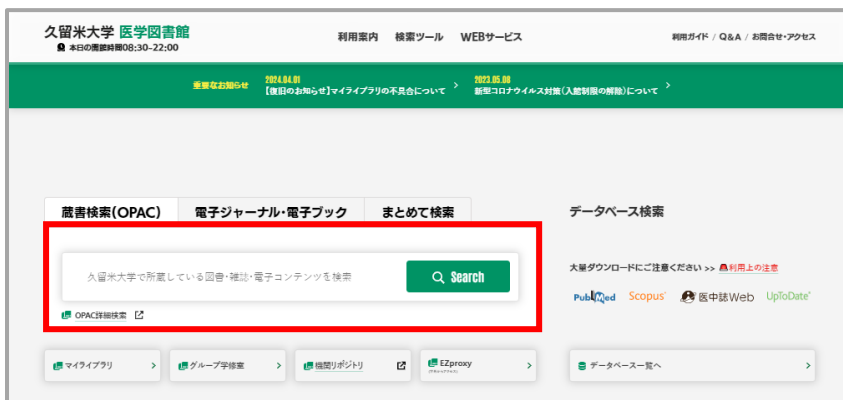 久留米大学 医学図書館
本日の開館時間08:30-22:00
利用案内 検索ツール WEBサービス
利用ガイド / Q&A / お問合せ・アクセス
重要なお知らせ
2024.04.01
【復旧のお知らせ】マイライブラリの不具合について
2023.05.08
新型コロナウイルス対策(入館制限の解除)について
蔵書検索(OPAC) 電子ジャーナル・電子ブック まとめて検索
データベース検索
久留米大学で所蔵している図書・雑誌・電子コンテンツを検索
Search
OPAC詳細検索
大量ダウンロードにご注意ください >> 利用上の注意
PubMed Scopus 医中誌Web UpToDate
マイライブラリ
グループ学修室
機関リポジトリ
EZproxy
データベース一覧へ